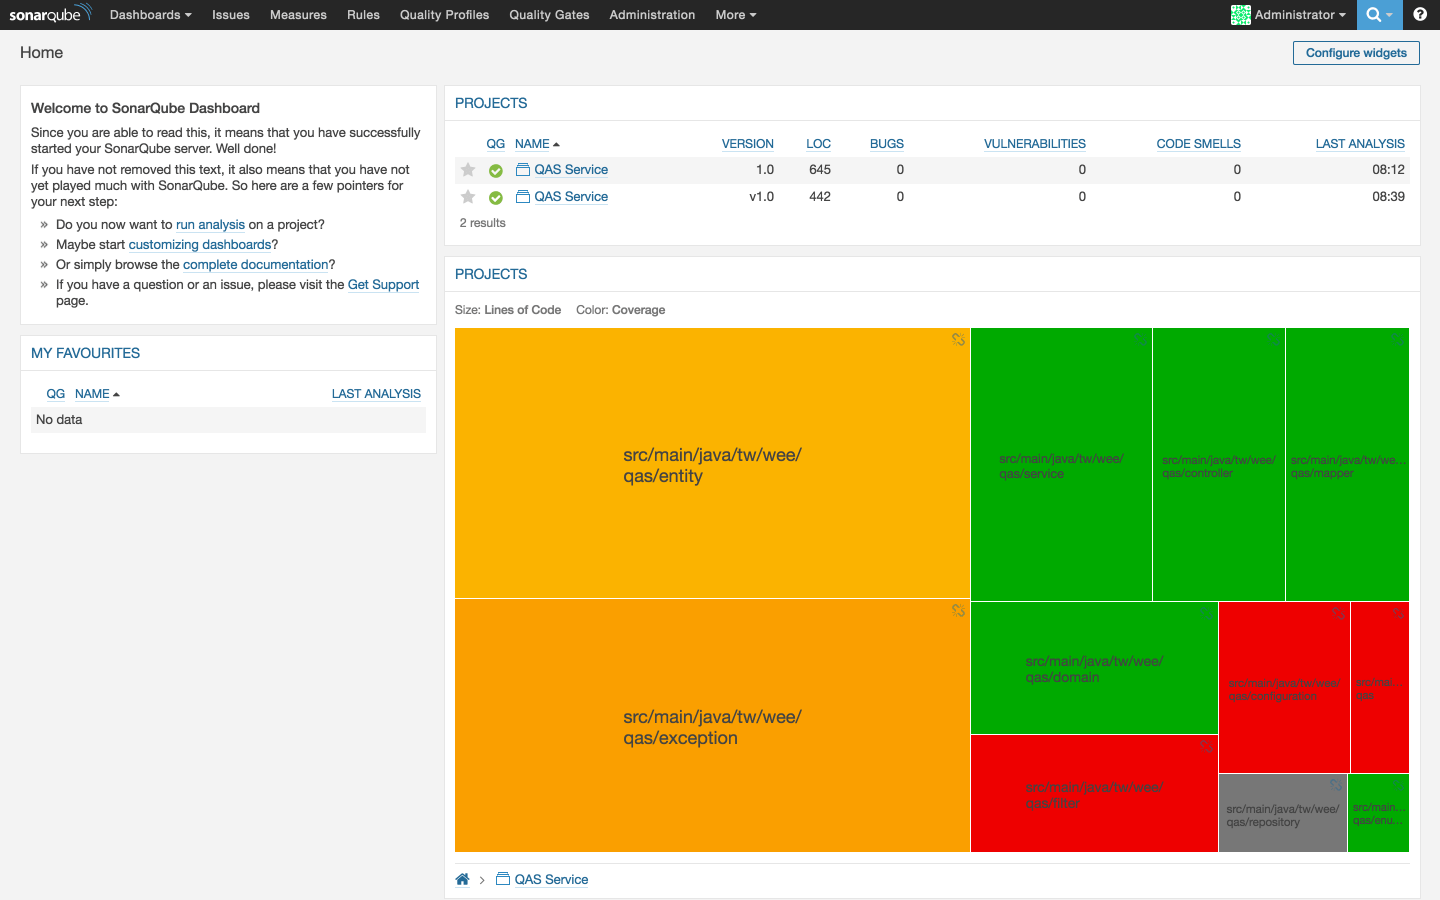 sonarqube Dashboards Issues Measures Rules Quality Profiles Quality Gates Administration More Administrator
Home
Configure widgets
Welcome to SonarQube Dashboard
Since you are able to read this, it means that you have successfully
started your SonarQube server. Well done!
If you have not removed this text, it also means that you have not
yet played much with SonarQube. So here are a few pointers for
your next step:
» Do you now want to run analysis on a project?
» Maybe start customizing dashboards?
» Or simply browse the complete documentation?
» If you have a question or an issue, please visit the Get Support
page.
MY FAVOURITES
QG NAME LAST ANALYSIS
No data
PROJECTS
QG NAME VERSION LOC BUGS VULNERABILITIES CODE SMELLS LAST ANALYSIS
QAS Service 1.0 645 0 0 0 08:12
QAS Service v1.0 442 0 0 0 08:39
2 results
PROJECTS
Size: Lines of Code Color: Coverage
src/main/java/tw/wee/
qas/entity
src/main/java/tw/wee/
qas/service
src/main/java/tw/wee/
qas/controller
src/main/java/tw/we...
qas/mapper
src/main/java/tw/wee/
qas/exception
src/main/java/tw/wee/
qas/domain
src/main/java/tw/wee/
qas/configuration
src/main/java/tw/wee/
qas/filter
src/main/java/tw/wee/
qas/repository
src/main...
qas/enu...
QAS Service